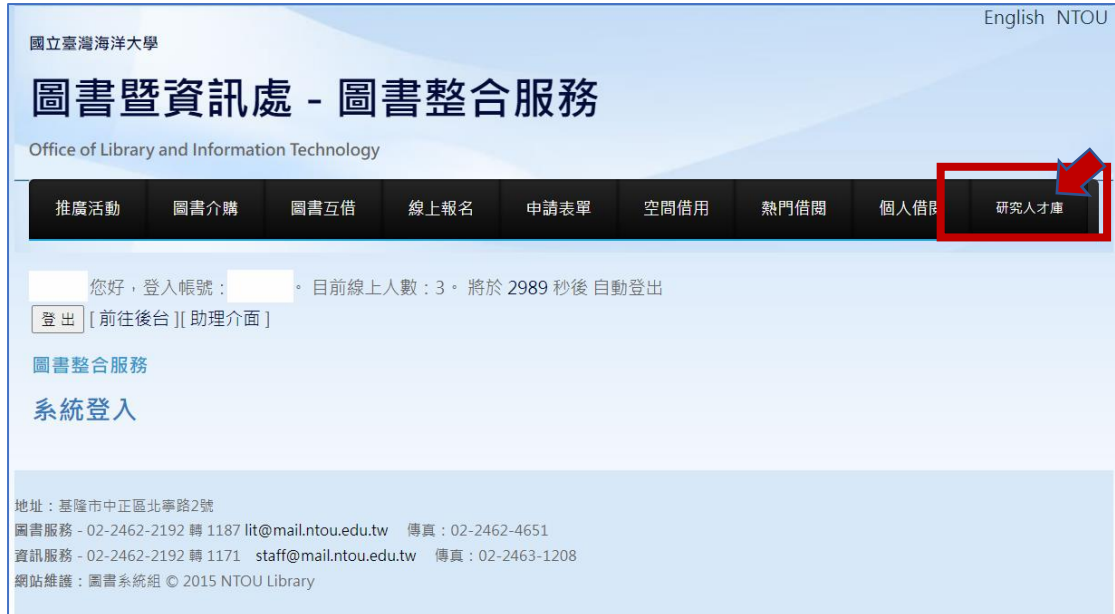 English NTOU
國立臺灣海洋大學
圖書暨資訊處 - 圖書整合服務
Office of Library and Information Technology
推廣活動 圖書介購 圖書互借 線上報名 申請表單 空間借用 熱門借閱 個人借閱 研究人才庫
您好，登入帳號： 。 目前線上人數：3。 將於 2989 秒後 自動登出
登出 [ 前往後台 ][ 助理介面 ]
圖書整合服務
系統登入
地址：基隆市中正區北寧路2號
圖書服務 - 02-2462-2192 轉 1187 lit@mail.ntou.edu.tw 傳真：02-2462-4651
資訊服務 - 02-2462-2192 轉 1171 staff@mail.ntou.edu.tw 傳真：02-2463-1208
網站維護：圖書系統組 © 2015 NTOU Library